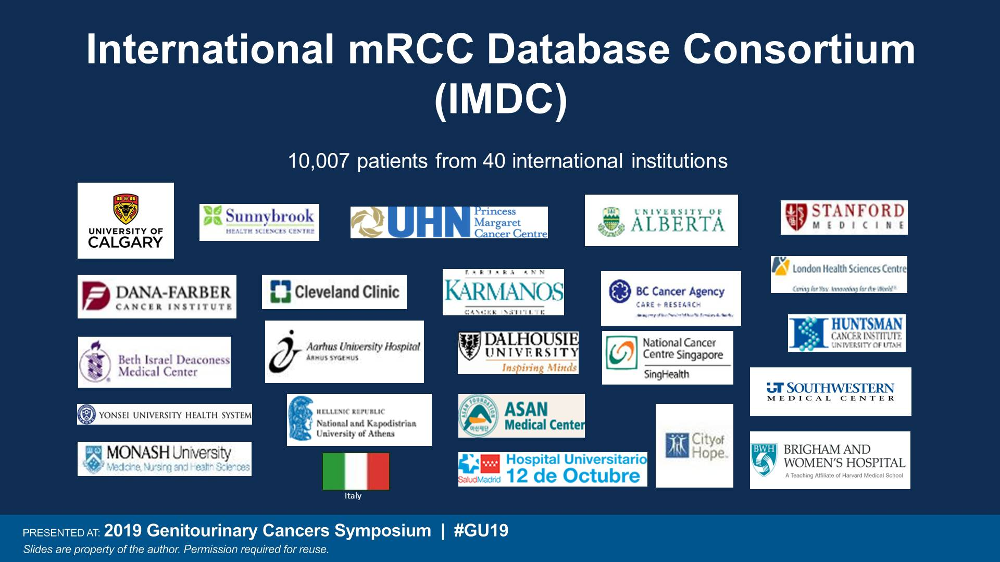 International mRCC Database Consortium
(IMDC)
10,007 patients from 40 international institutions
UNIVERSITY OF
CALGARY
Sunnybrook
HEALTH SCIENCES CENTRE
UHN Princess
Margaret
Cancer Centre
UNIVERSITY OF
ALBERTA
STANFORD
MEDICINE
DANA-FARBER
CANCER INSTITUTE
Cleveland Clinic
BARBARA ANN
KARMANOS
CANCER INSTITUTE
BC Cancer Agency
CARE + RESEARCH
London Health Sciences Centre
Caring for You. Innovating for the World
Beth Israel Deaconess
Medical Center
Aarhus University Hospital
ÅRHUS SYGEHUS
DALHOUSIE
UNIVERSITY
Inspiring Minds
National Cancer
Centre Singapore
SingHealth
HUNTSMAN
CANCER INSTITUTE
UNIVERSITY OF UTAH
UT SOUTHWESTERN
MEDICAL CENTER
YONSEI UNIVERSITY HEALTH SYSTEM
HELLENIC REPUBLIC
National and Kapodistrian
University of Athens
ASAN FOUNDATION
아산재단
ASAN
Medical Center
City of
Hope
BWH
BRIGHAM AND
WOMEN'S HOSPITAL
A Teaching Affiliate of Harvard Medical School
MONASH University
Medicine, Nursing and Health Sciences
Italy
SaludMadrid
Hospital Universitario
12 de Octubre
PRESENTED AT: 2019 Genitourinary Cancers Symposium | #GU19
Slides are property of the author. Permission required for reuse.